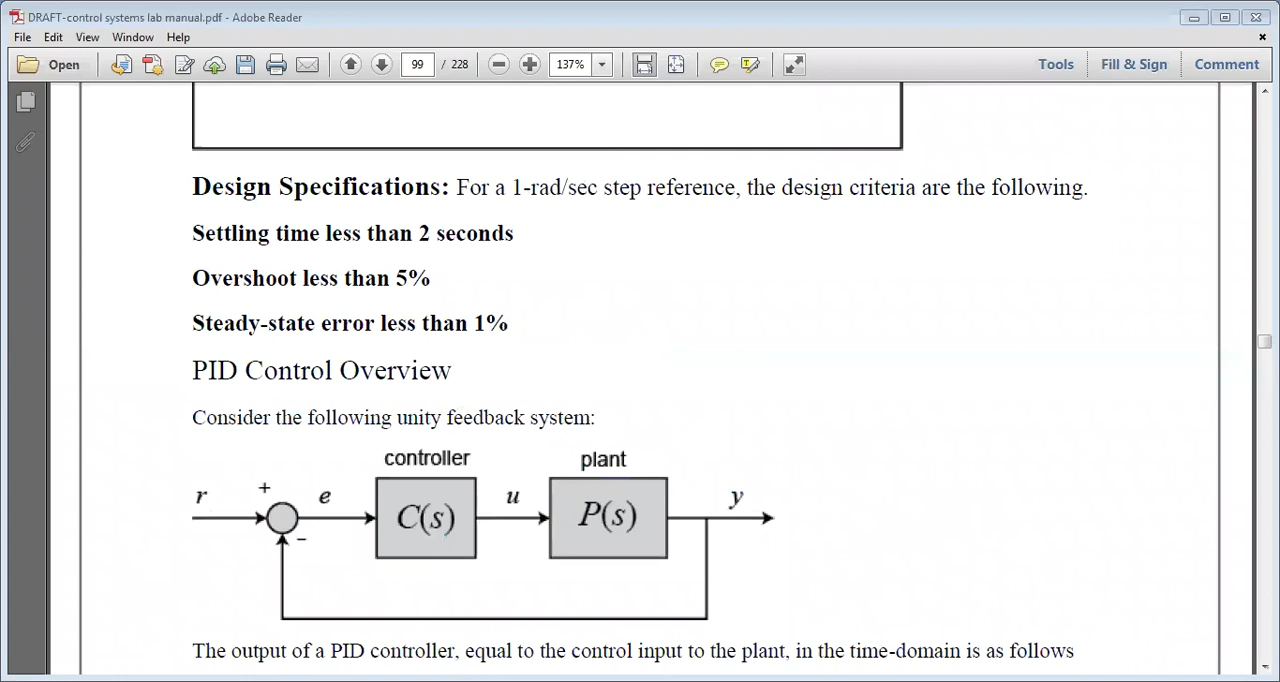 DRAFT-control systems lab manual.pdf - Adobe Reader
File Edit View Window Help
Open 99 / 228 137% Tools Fill & Sign Comment
Design Specifications: For a 1-rad/sec step reference, the design criteria are the following.
Settling time less than 2 seconds
Overshoot less than 5%
Steady-state error less than 1%
PID Control Overview
Consider the following unity feedback system:
controller plant
r + e u y
C(s) P(s)
-
The output of a PID controller, equal to the control input to the plant, in the time-domain is as follows